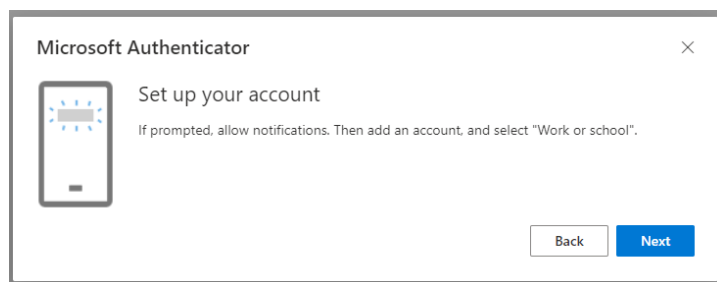 Microsoft Authenticator
Set up your account
If prompted, allow notifications. Then add an account, and select "Work or school".
Back
Next